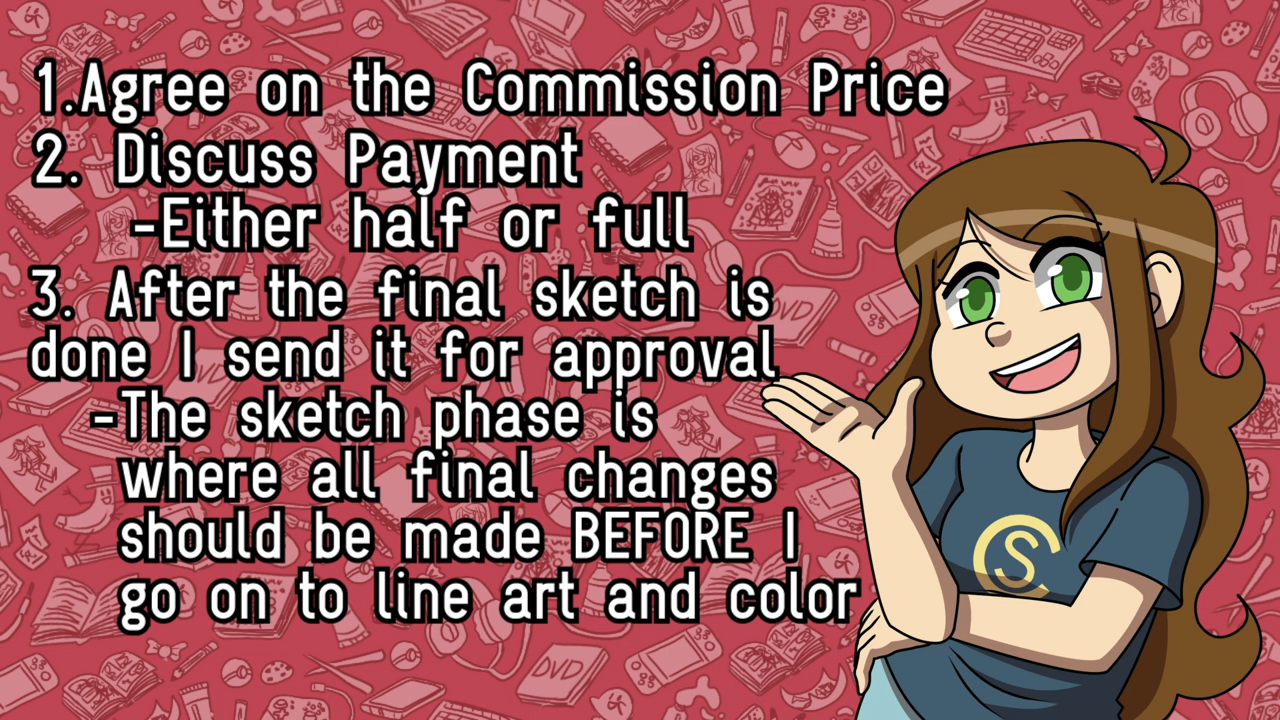 1.Agree on the Commission Price
2. Discuss Payment
-Either half or full
3. After the final sketch is
done I send it for approval
-The sketch phase is
where all final changes
should be made BEFORE I
go on to line art and color
CS
DVD